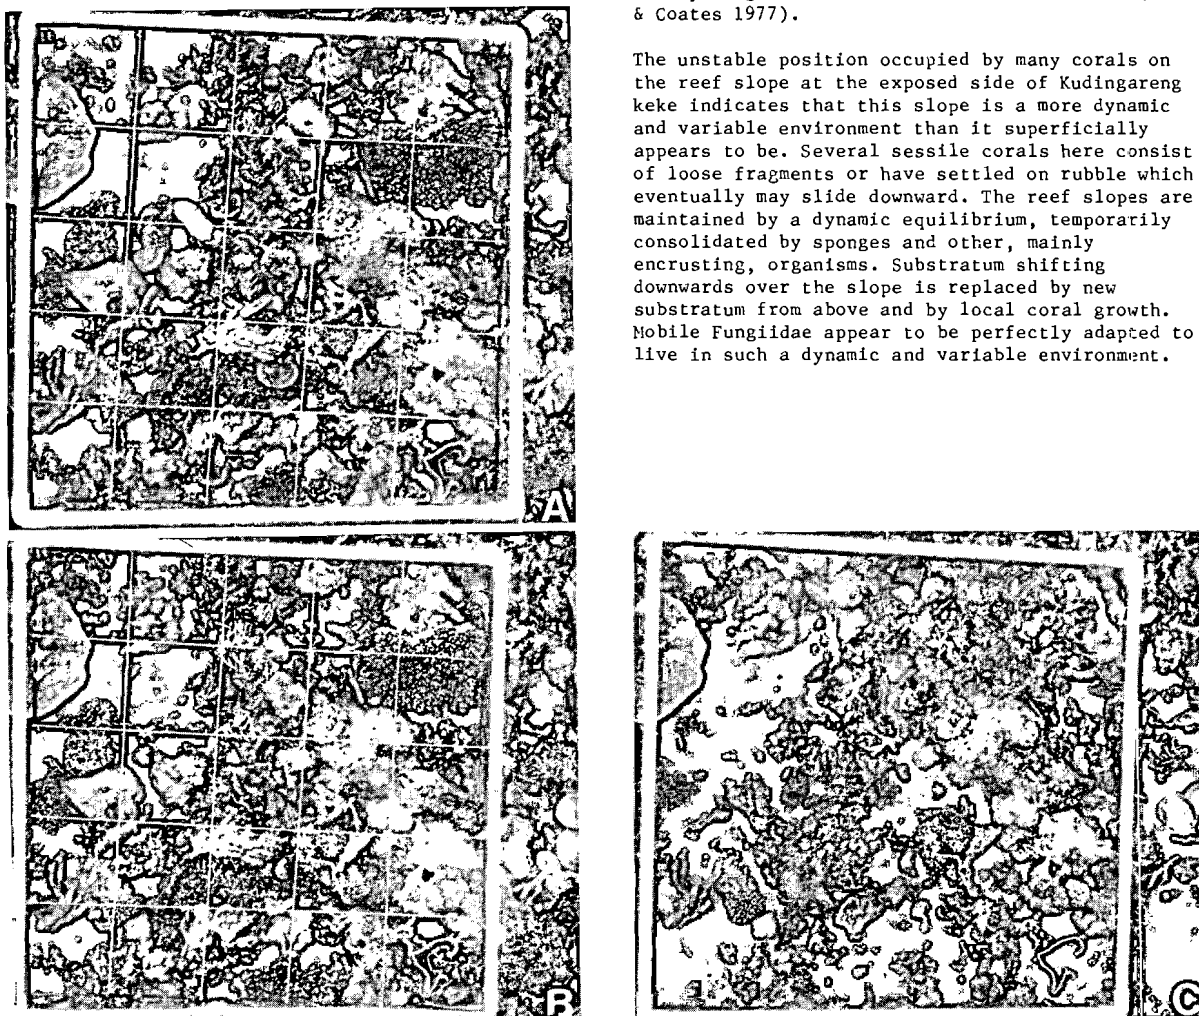 & Coates 1977).
The unstable position occupied by many corals on
the reef slope at the exposed side of Kudingareng
keke indicates that this slope is a more dynamic
and variable environment than it superficially
appears to be. Several sessile corals here consist
of loose fragments or have settled on rubble which
eventually may slide downward. The reef slopes are
maintained by a dynamic equilibrium, temporarily
consolidated by sponges and other, mainly
encrusting, organisms. Substratum shifting
downwards over the slope is replaced by new
substratum from above and by local coral growth.
Mobile Fungiidae appear to be perfectly adapted to
live in such a dynamic and variable environment.
A
B
C